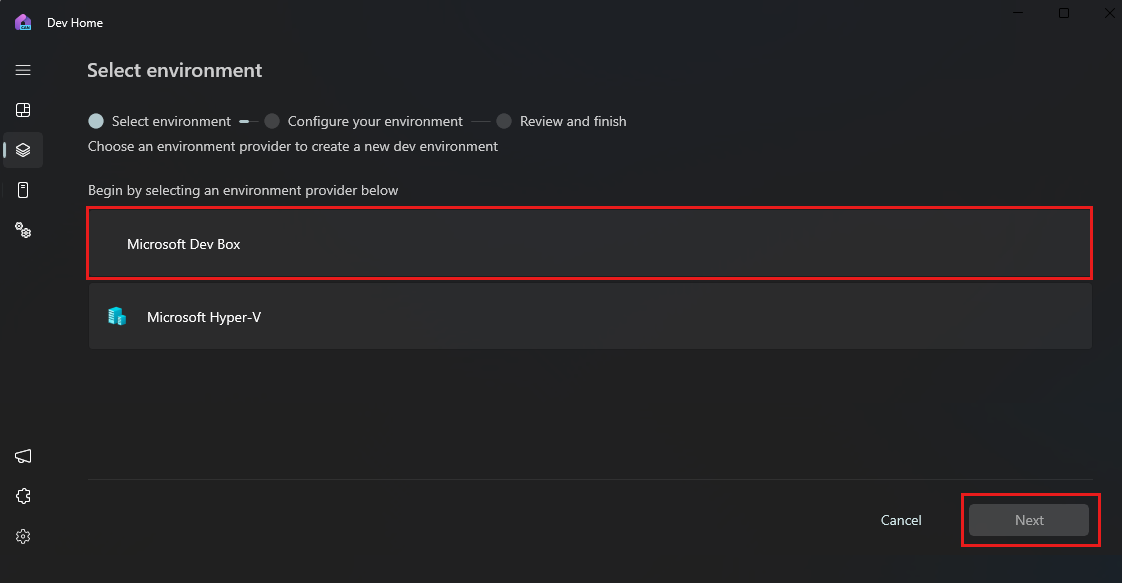 Dev Home
Select environment
Select environment Configure your environment Review and finish
Choose an environment provider to create a new dev environment
Begin by selecting an environment provider below
Microsoft Dev Box
Microsoft Hyper-V
Cancel Next